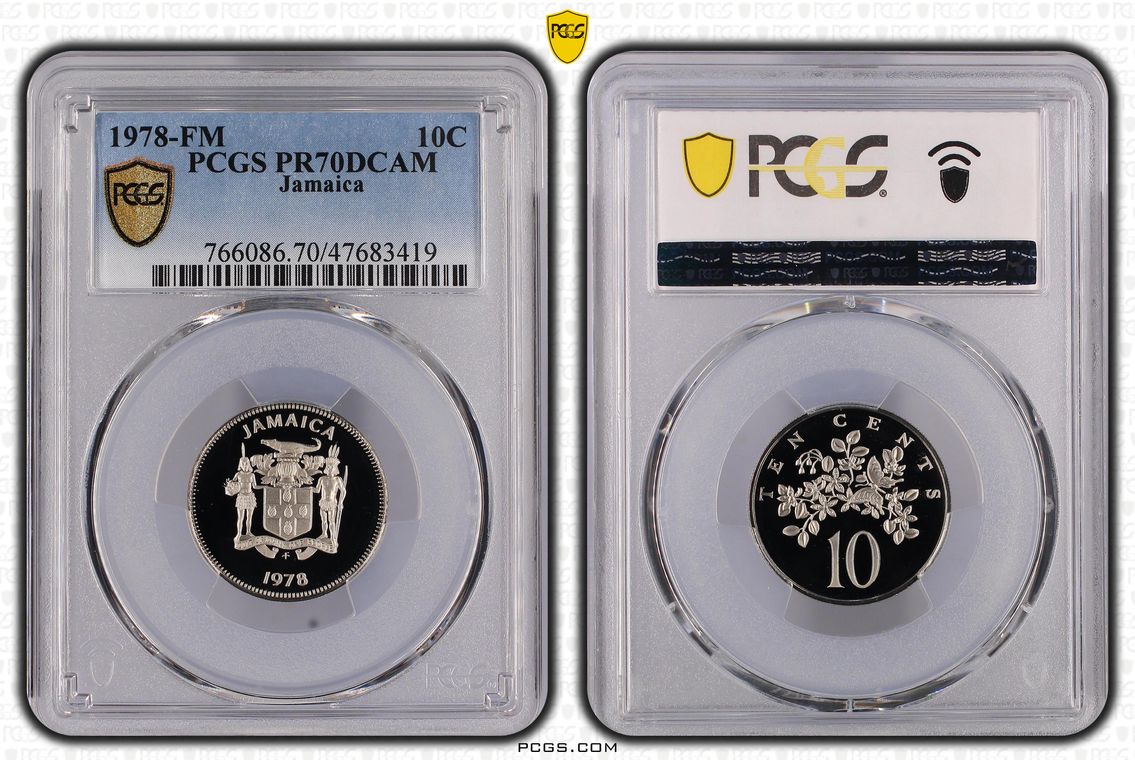 PCGS
1978-FM 10C
PCGS PR70DCAM
Jamaica
PCGS
766086.70/47683419
JAMAICA
1978
PCGS
PCGS
TEN CENTS
10
PCGS.COM